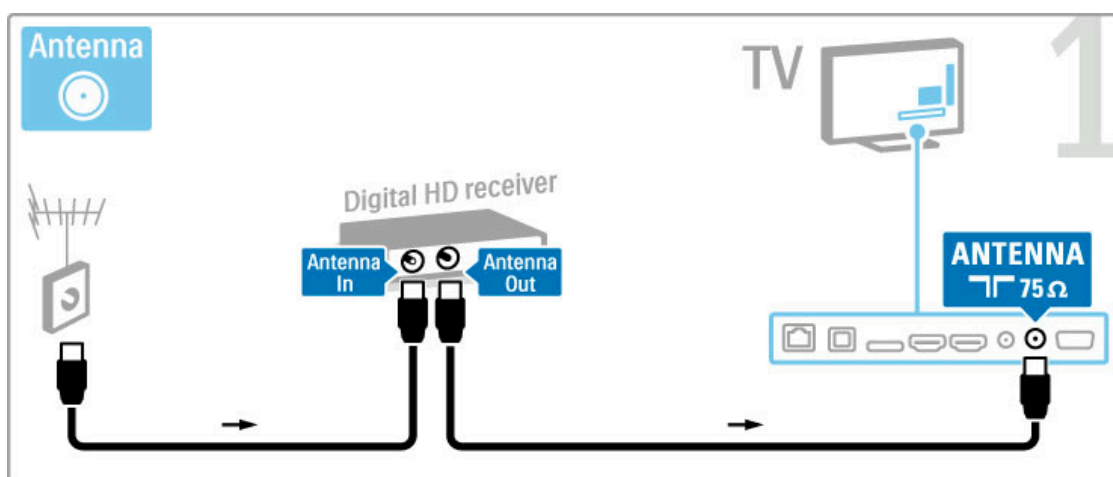 Antenna
TV
1
Digital HD receiver
Antenna
In
Antenna
Out
ANTENNA
75 Ω